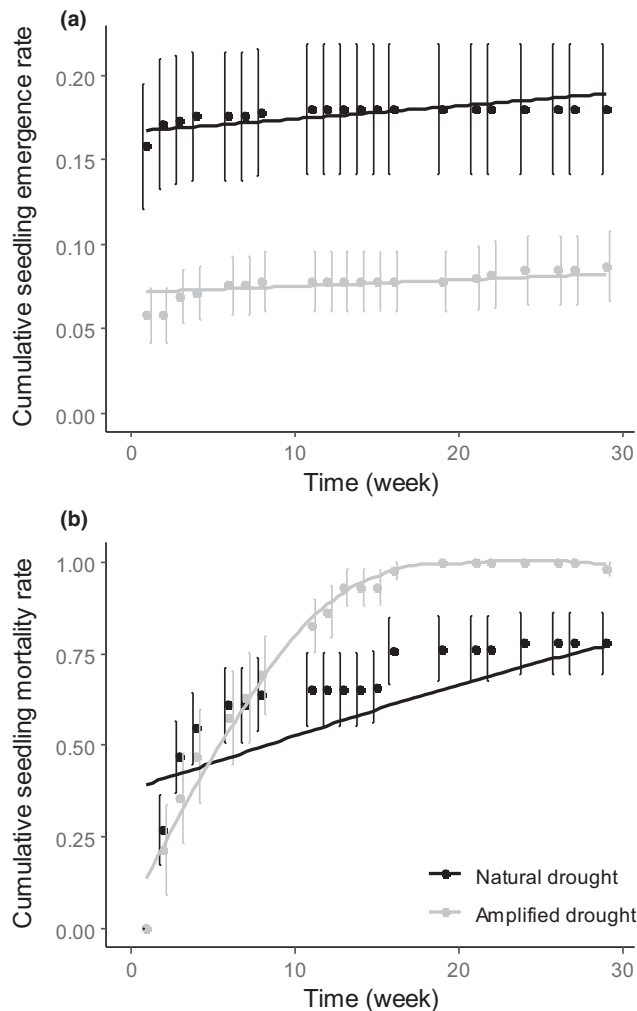 (a)
Cumulative seedling emergence rate
0.20
0.15
0.10
0.05
0.00
0 10 20 30
Time (week)
(b)
Cumulative seedling mortality rate
1.00
0.75
0.50
0.25
0.00
Natural drought
Amplified drought
0 10 20 30
Time (week)